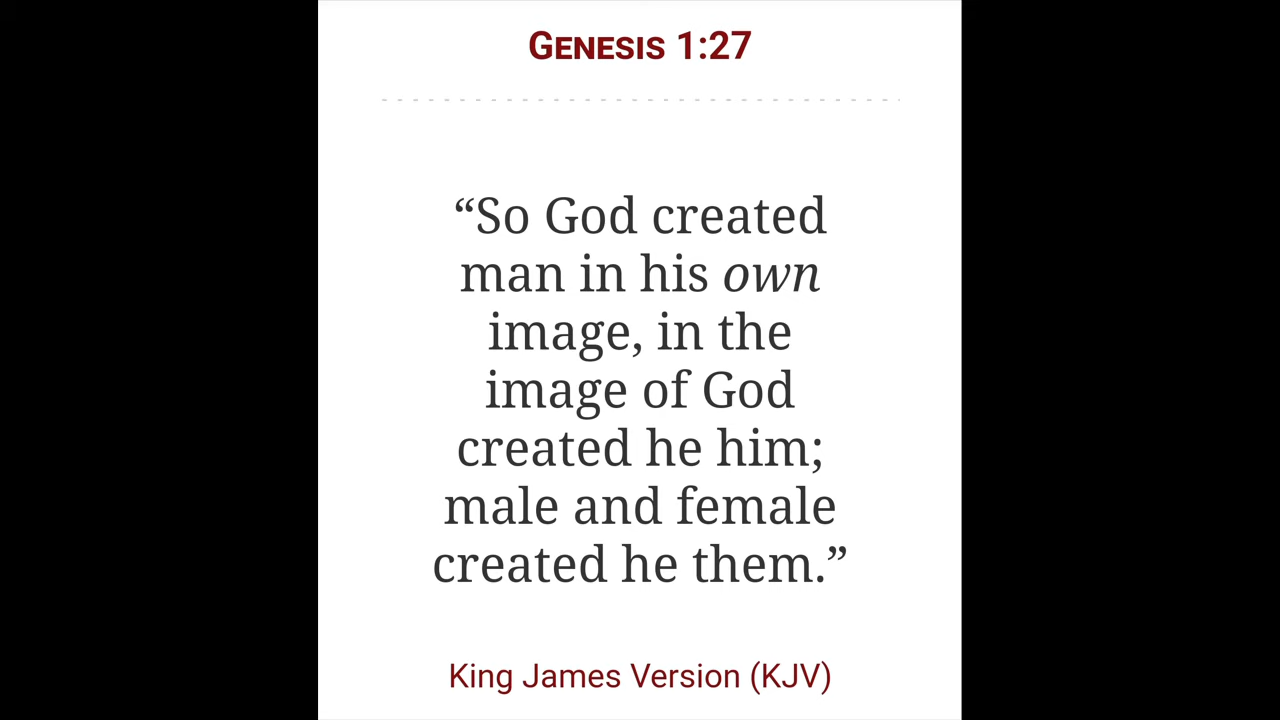 GENESIS 1:27
“So God created
man in his own
image, in the
image of God
created he him;
male and female
created he them.”
King James Version (KJV)